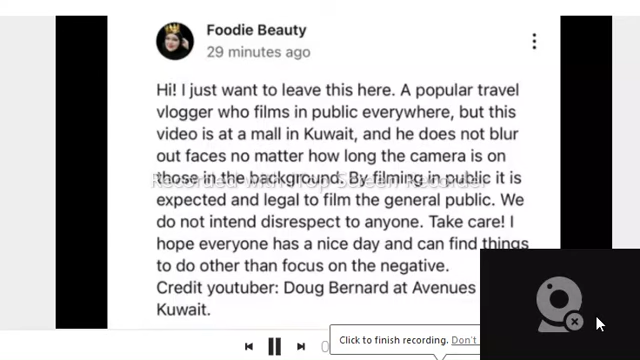 Foodie Beauty
29 minutes ago
Hi! I just want to leave this here. A popular travel
vlogger who films in public everywhere, but this
video is at a mall in Kuwait, and he does not blur
out faces no matter how long the camera is on
those in the background. By filming in public it is
Recorded with Top Screen Recorder
expected and legal to film the general public. We
do not intend disrespect to anyone. Take care! I
hope everyone has a nice day and can find things
to do other than focus on the negative.
Credit youtuber: Doug Bernard at Avenues
Kuwait.
Click to finish recording. Don't